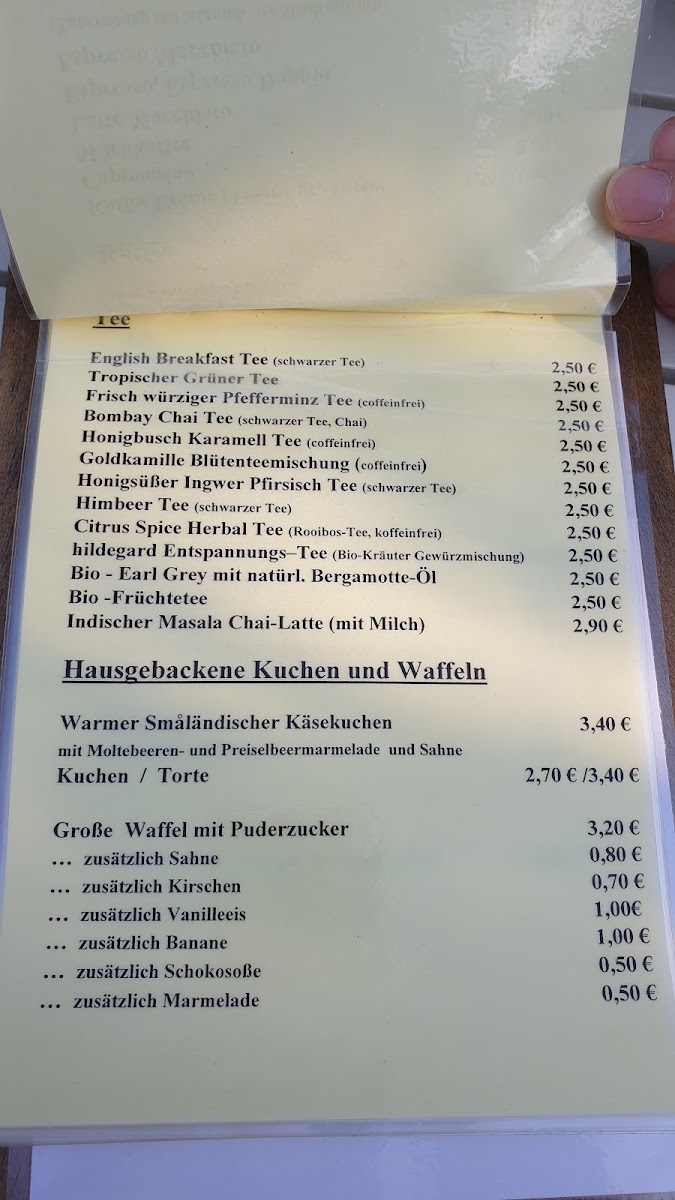 Tee
English Breakfast Tee (schwarzer Tee) 2,50 €
Tropischer Grüner Tee 2,50 €
Frisch würziger Pfefferminz Tee (coffeinfrei) 2,50 €
Bombay Chai Tee (schwarzer Tee, Chai) 2,50 €
Honigbusch Karamell Tee (coffeinfrei) 2,50 €
Goldkamille Blütenteemischung (coffeinfrei) 2,50 €
Honigsüßer Ingwer Pfirsisch Tee (schwarzer Tee) 2,50 €
Himbeer Tee (schwarzer Tee) 2,50 €
Citrus Spice Herbal Tee (Rooibos-Tee, koffeinfrei) 2,50 €
hildegard Entspannungs–Tee (Bio-Kräuter Gewürzmischung) 2,50 €
Bio - Earl Grey mit natürl. Bergamotte-Öl 2,50 €
Bio -Früchtetee 2,50 €
Indischer Masala Chai-Latte (mit Milch) 2,90 €
Hausgebackene Kuchen und Waffeln
Warmer Småländischer Käsekuchen 3,40 €
mit Moltebeeren- und Preiselbeermarmelade und Sahne
Kuchen / Torte 2,70 € /3,40 €
Große Waffel mit Puderzucker 3,20 €
... zusätzlich Sahne 0,80 €
... zusätzlich Kirschen 0,70 €
... zusätzlich Vanilleeis 1,00€
... zusätzlich Banane 1,00 €
... zusätzlich Schokosoße 0,50 €
... zusätzlich Marmelade 0,50 €